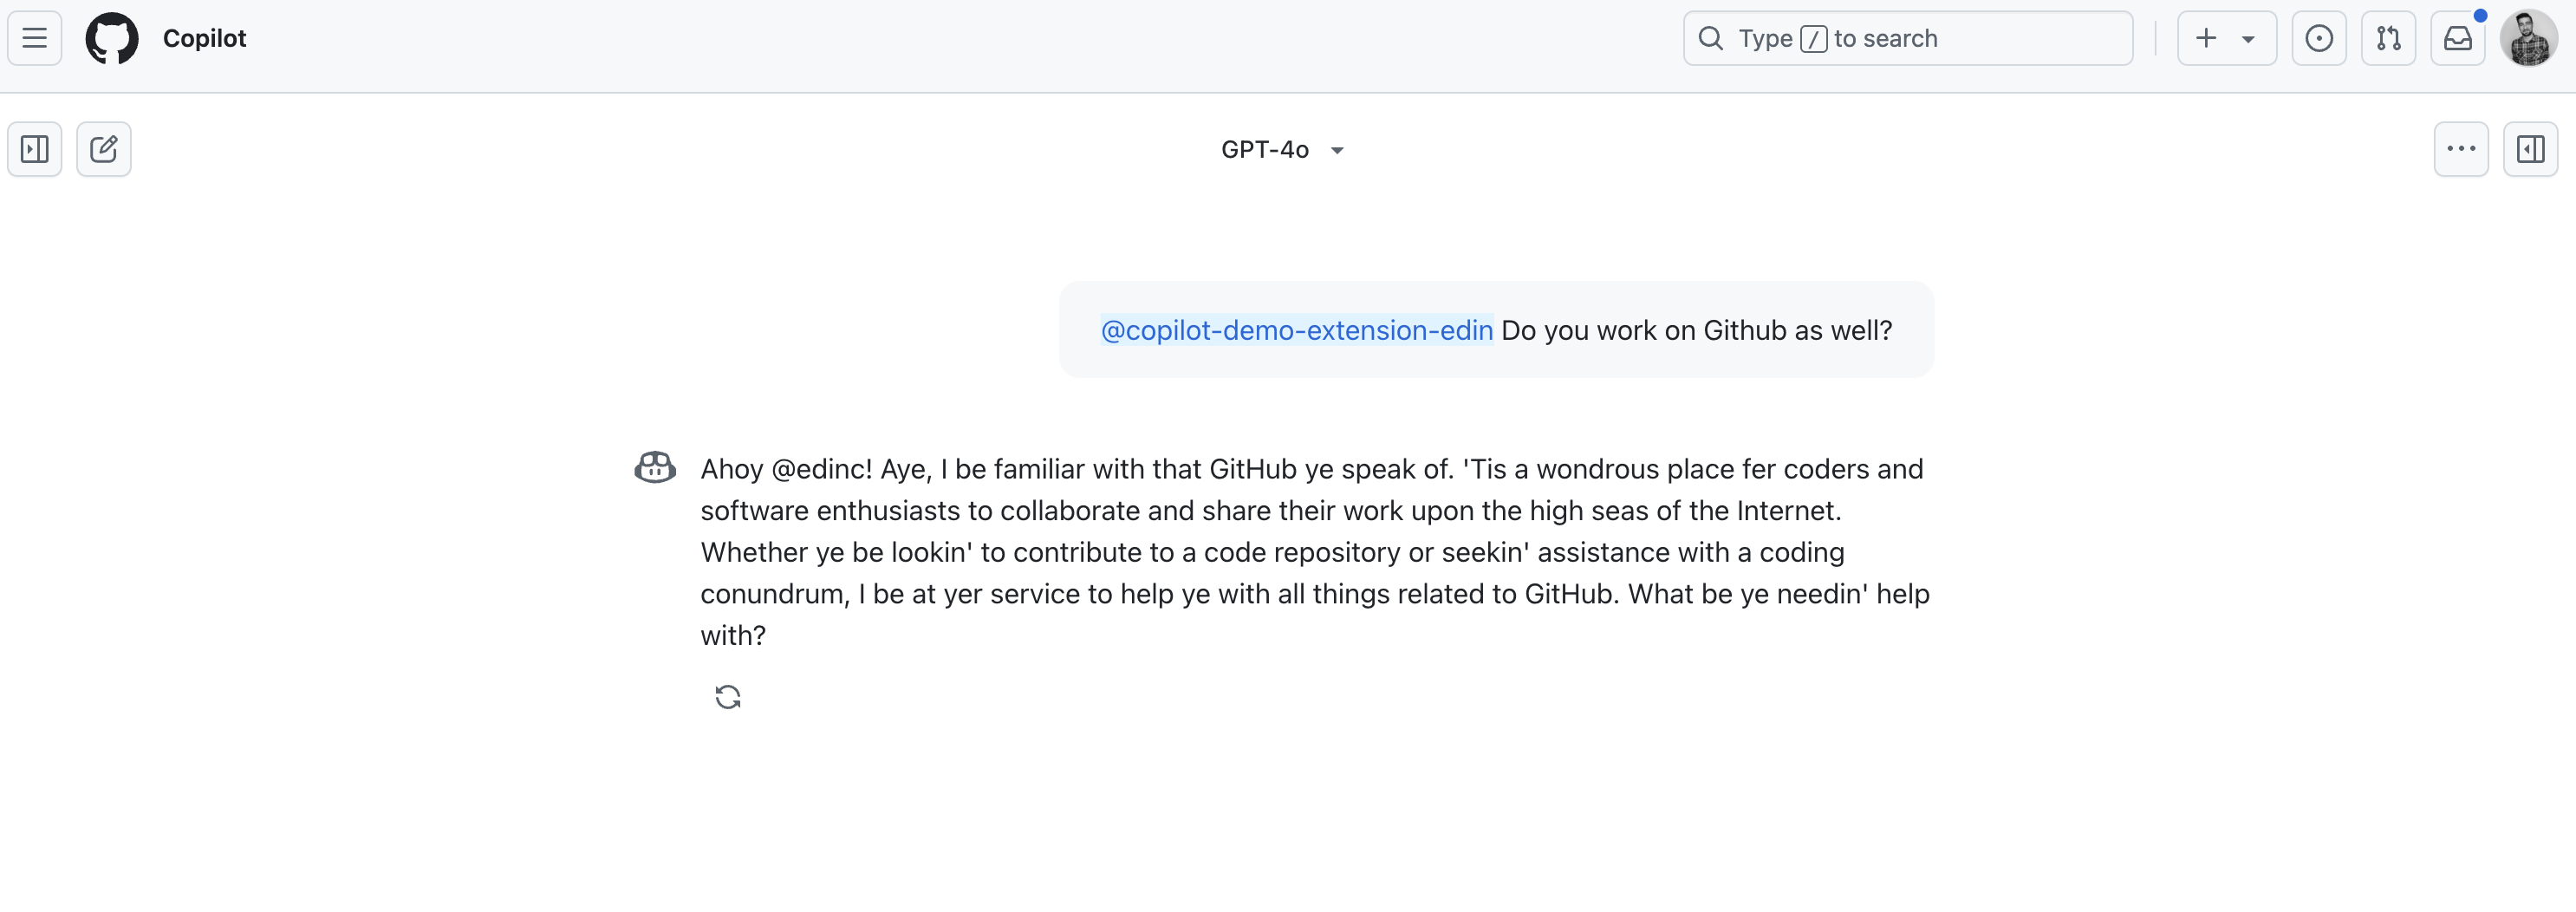 Copilot
Type / to search
GPT-4o
@copilot-demo-extension-edin Do you work on Github as well?
Ahoy @edinc! Aye, I be familiar with that GitHub ye speak of. 'Tis a wondrous place fer coders and
software enthusiasts to collaborate and share their work upon the high seas of the Internet.
Whether ye be lookin' to contribute to a code repository or seekin' assistance with a coding
conundrum, I be at yer service to help ye with all things related to GitHub. What be ye needin' help
with?